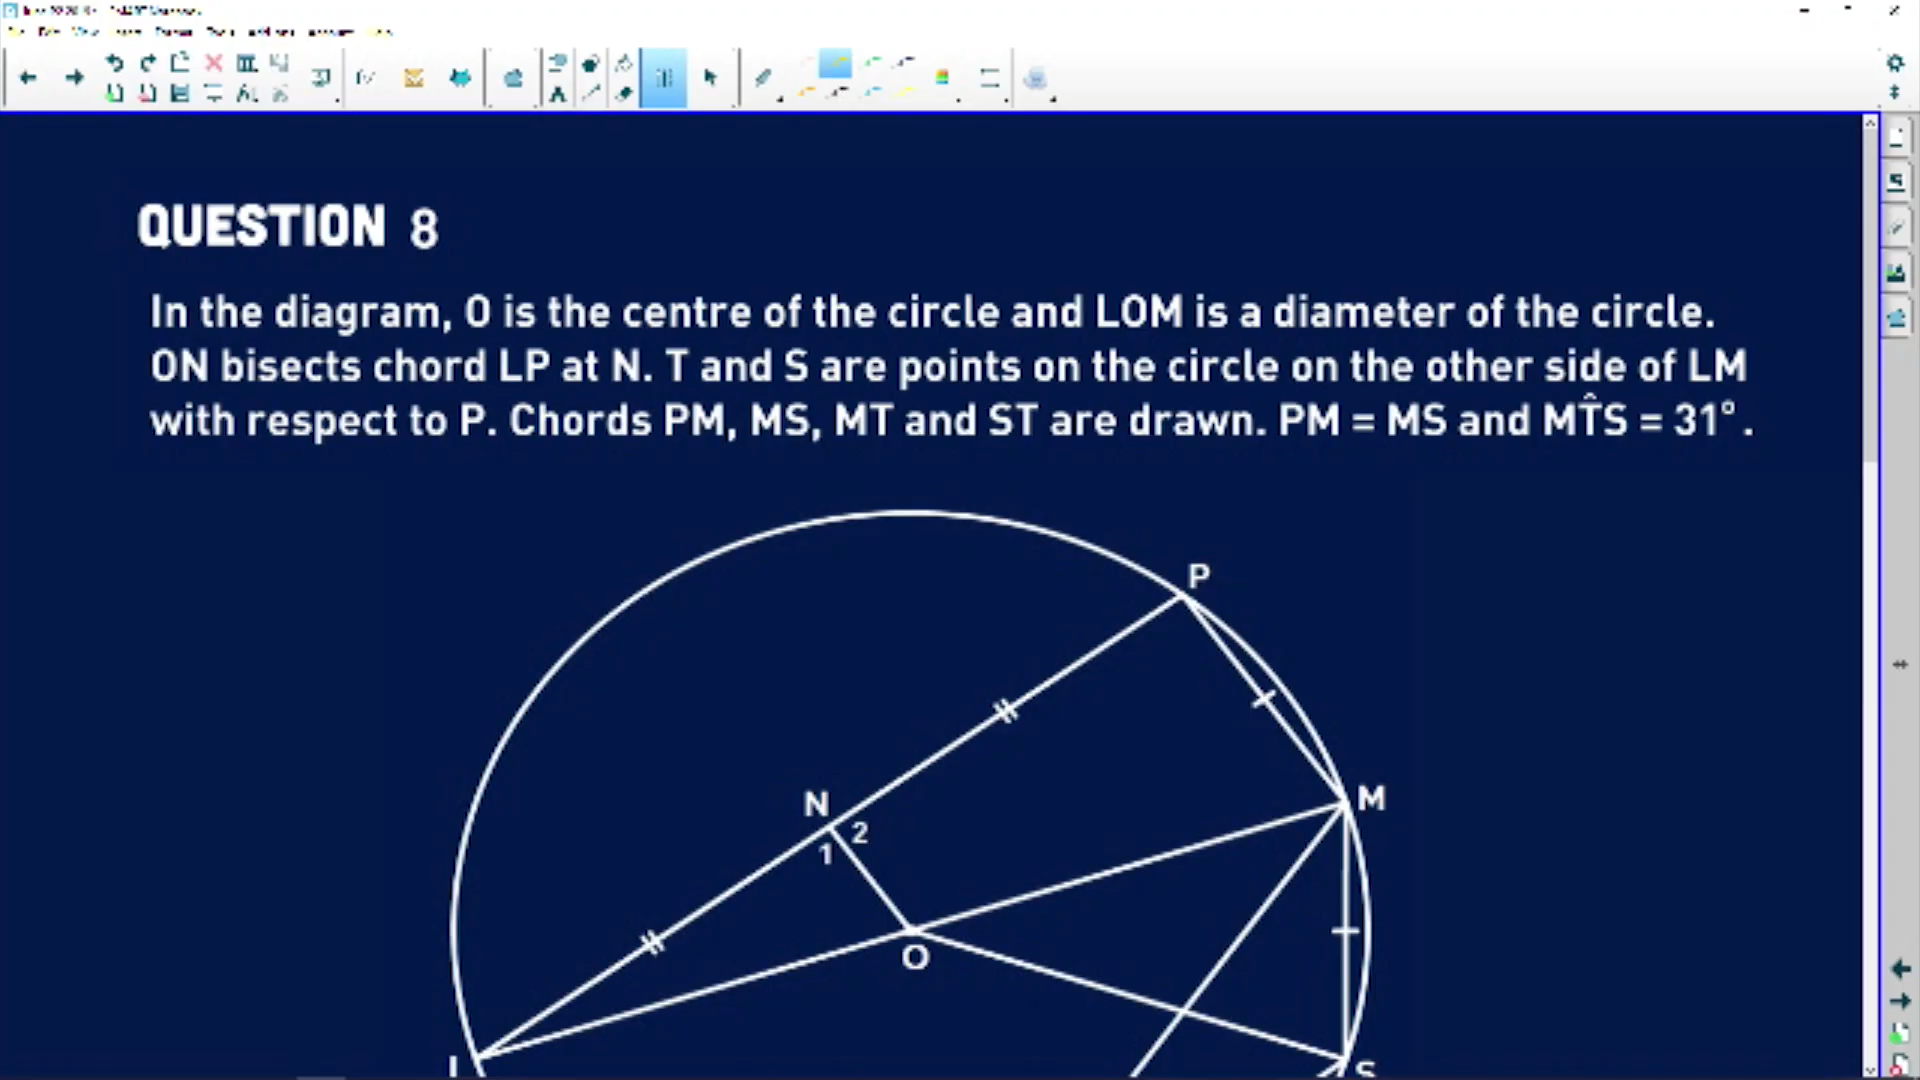 QUESTION 8
In the diagram, O is the centre of the circle and LOM is a diameter of the circle.
ON bisects chord LP at N. T and S are points on the circle on the other side of LM
with respect to P. Chords PM, MS, MT and ST are drawn. PM = MS and MT̂S = 31°.
P
N
M
2
1
O
L
S